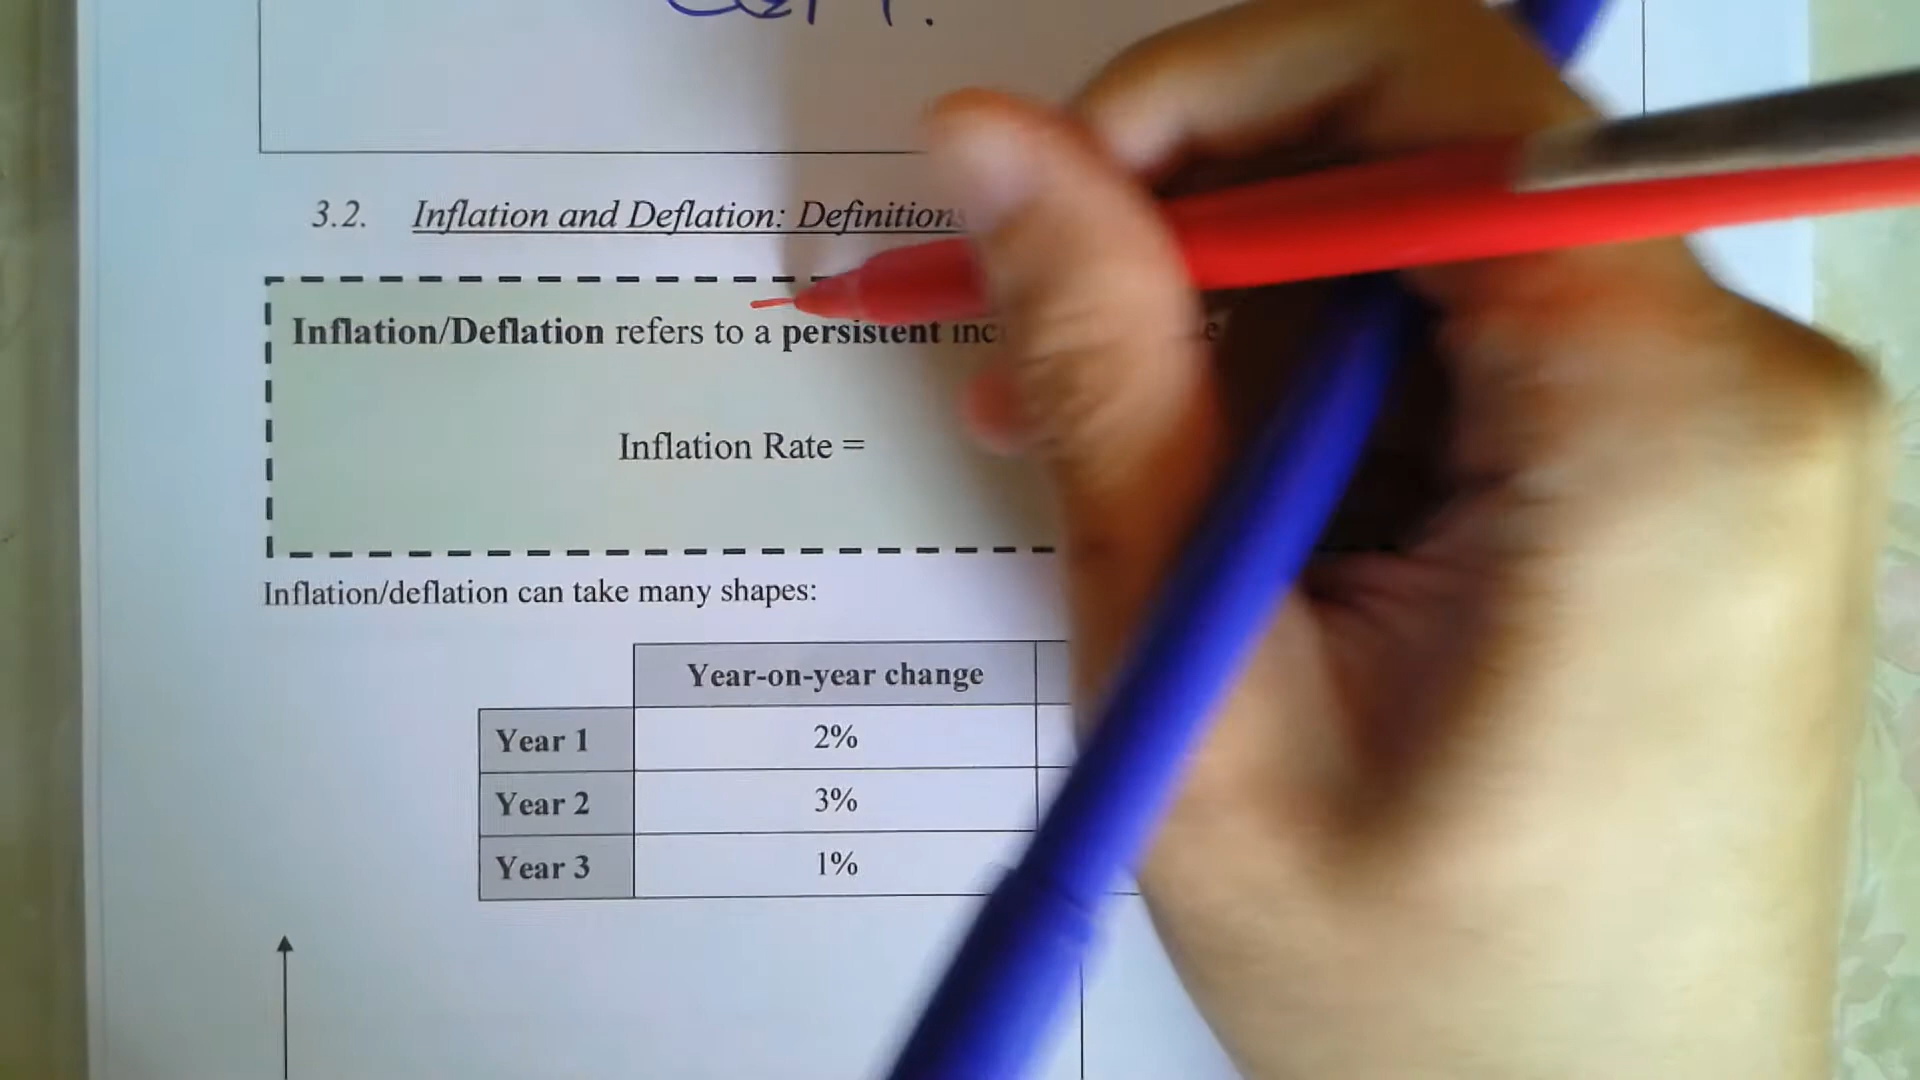 3.2. Inflation and Deflation: Definitions
Inflation/Deflation refers to a persistent
Inflation Rate =
Inflation/deflation can take many shapes:
Year-on-year change
Year 1 2%
Year 2 3%
Year 3 1%